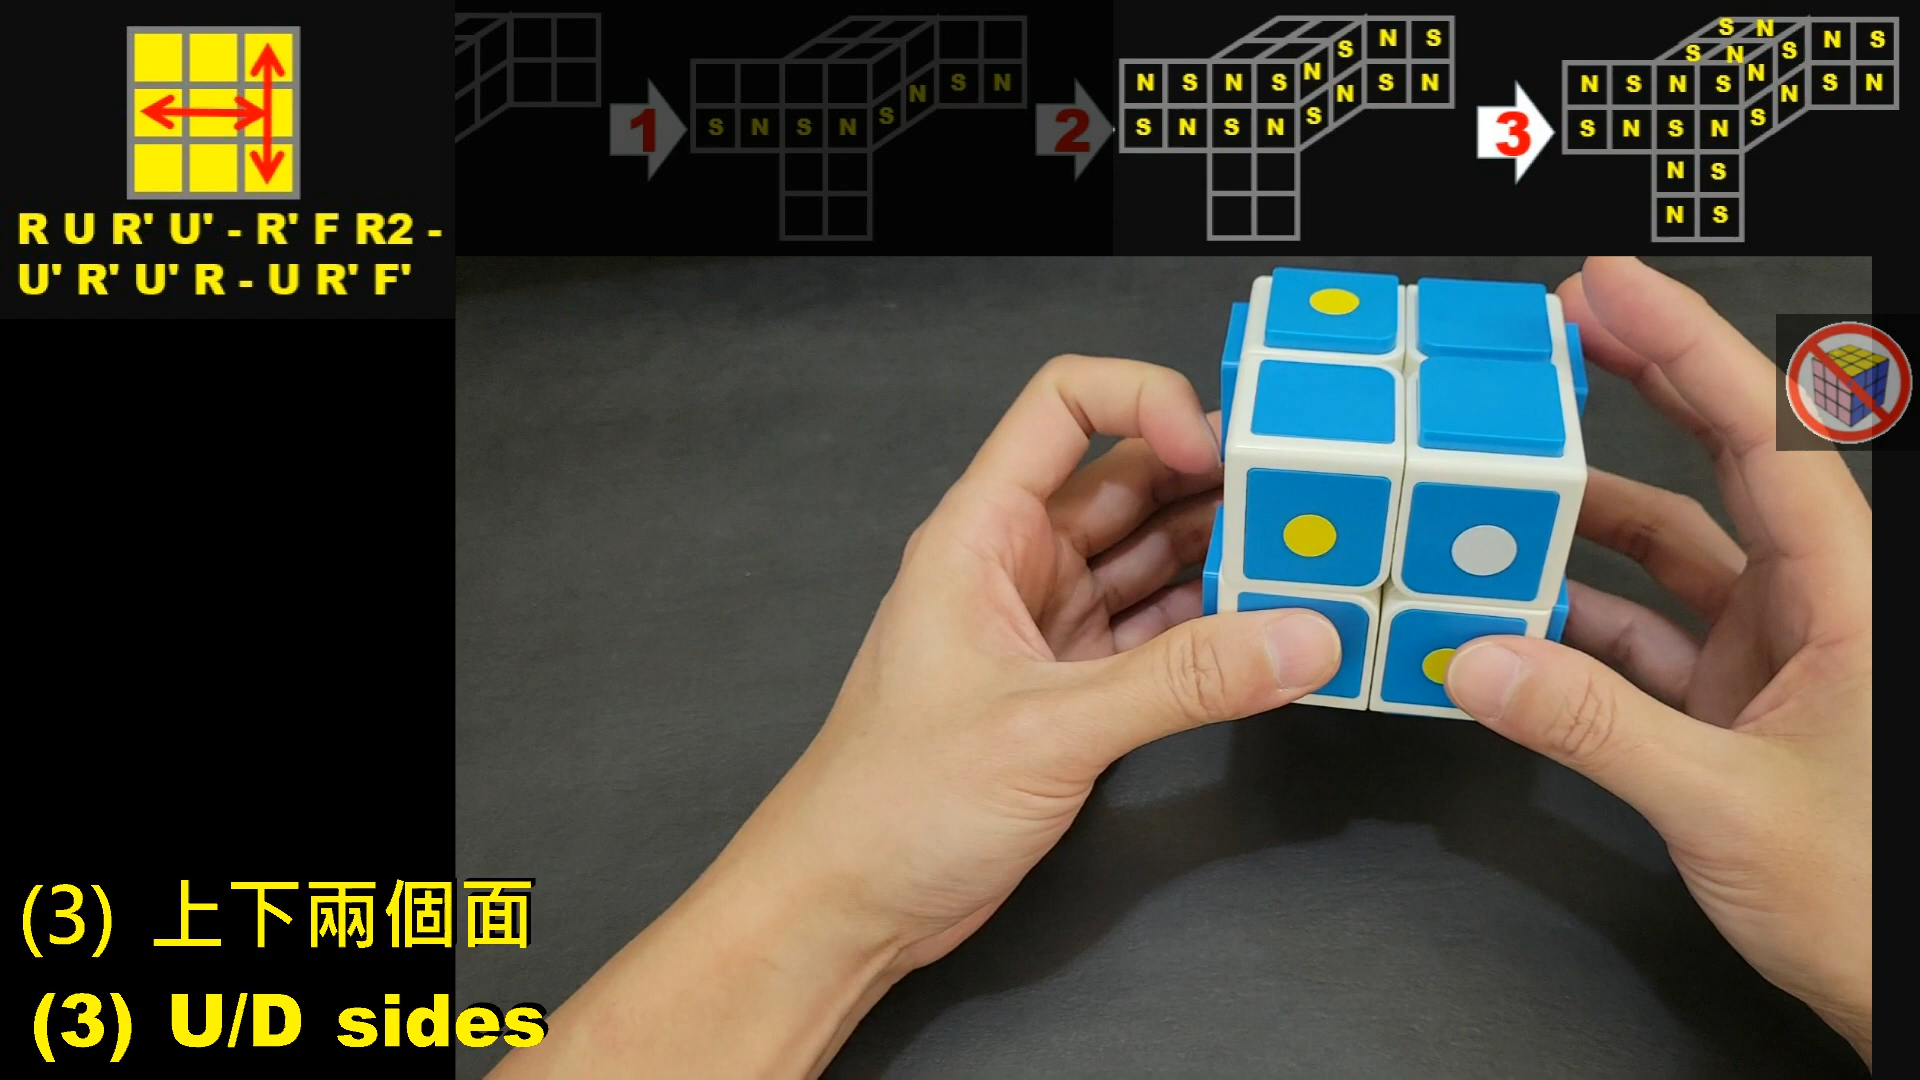 R U R' U' - R' F R2 -
U' R' U' R - U R' F'
S N
S N S N
1
2
N S N S N S N S
S N S N S N S N
3
S N
S N
N S N S N S N S
S N S N S N S N
N S
N S
(3) 上下兩個面
(3) U/D sides